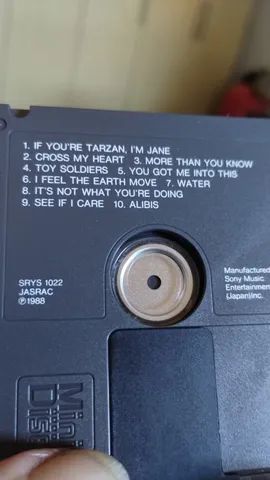 1. IF YOU'RE TARZAN, I'M JANE
2. CROSS MY HEART  3. MORE THAN YOU KNOW
4. TOY SOLDIERS  5. YOU GOT ME INTO THIS
6. I FEEL THE EARTH MOVE  7. WATER
8. IT'S NOT WHAT YOU'RE DOING
9. SEE IF I CARE  10. ALIBIS
SRYS 1022
JASRAC
℗1988
Manufactured
Sony Music
Entertainment
(Japan)Inc.
Mini
Dis